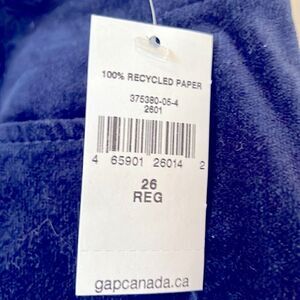 100% RECYCLED PAPER
375380-05-4
2601
4 65901 26014 2
26
REG
gapcanada.ca